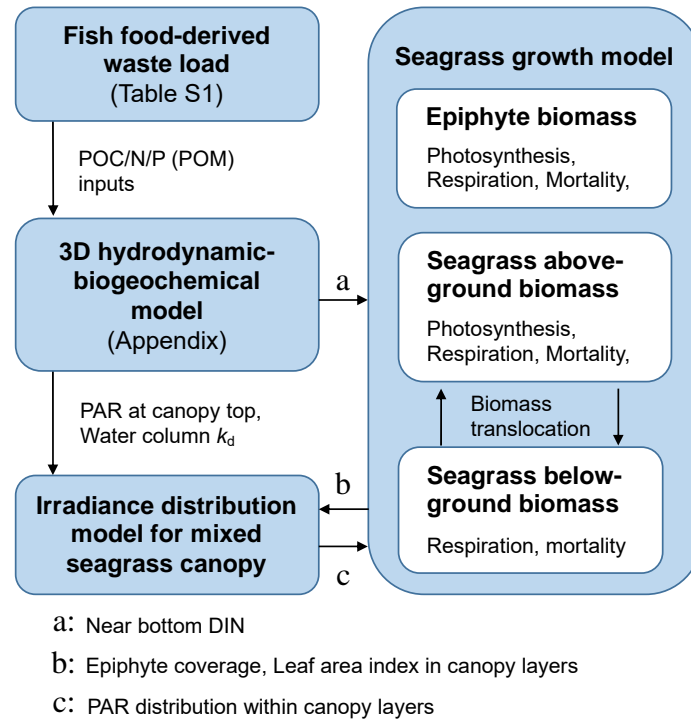 Fish food-derived
waste load
(Table S1)
POC/N/P (POM)
inputs
3D hydrodynamic-
biogeochemical
model
(Appendix)
a
PAR at canopy top,
Water column kd
Irradiance distribution
model for mixed
seagrass canopy
b
c
Seagrass growth model
Epiphyte biomass
Photosynthesis,
Respiration, Mortality,
Seagrass above-
ground biomass
Photosynthesis,
Respiration, Mortality,
Biomass
translocation
Seagrass below-
ground biomass
Respiration, mortality
a: Near bottom DIN
b: Epiphyte coverage, Leaf area index in canopy layers
c: PAR distribution within canopy layers